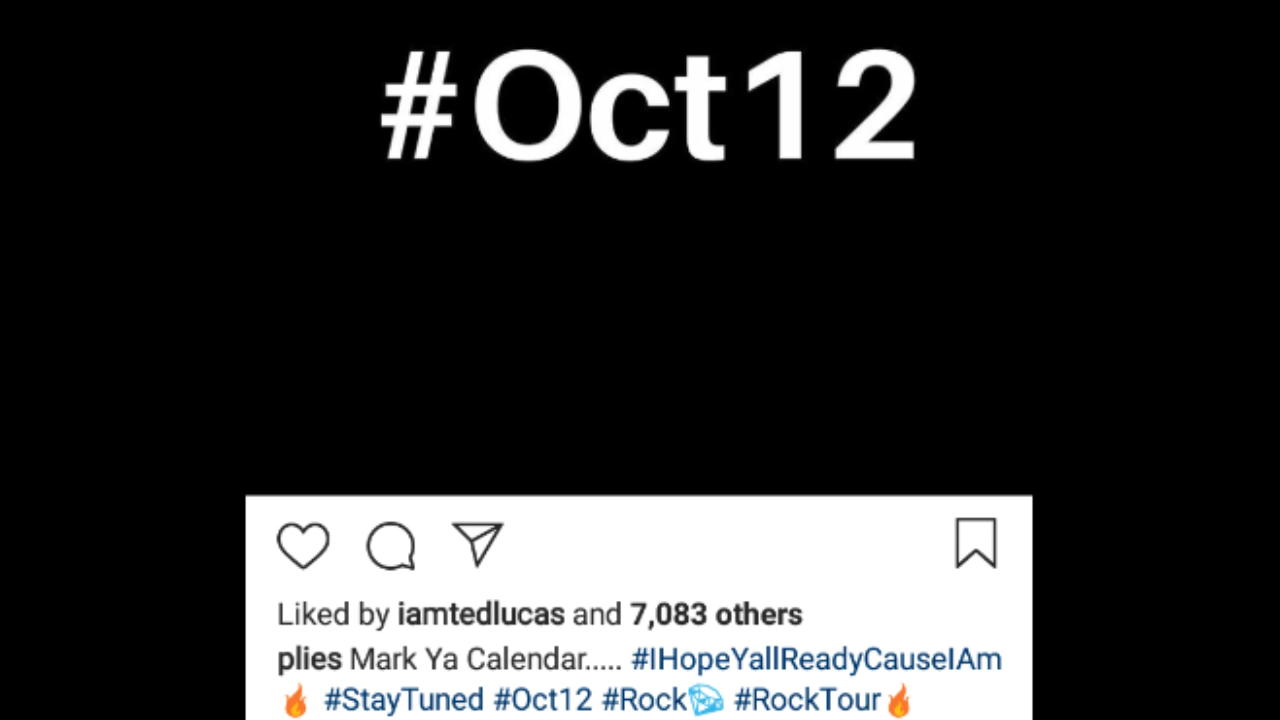 #Oct12
Liked by iamtedlucas and 7,083 others
plies Mark Ya Calendar..... #IHopeYallReadyCauseIAm
🔥 #StayTuned #Oct12 #Rock💎 #RockTour🔥